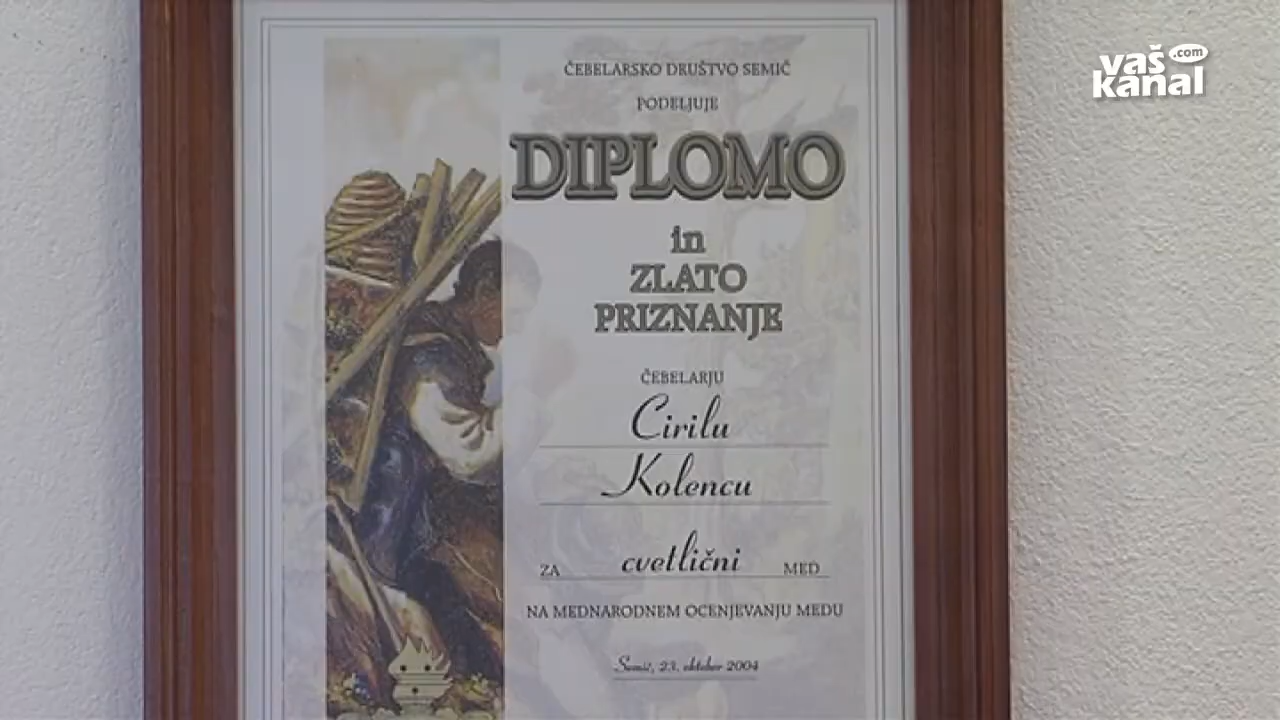 vaš .com
kanal
ČEBELARSKO DRUŠTVO SEMIČ
PODELJUJE
DIPLOMO
in
ZLATO
PRIZNANJE
ČEBELARJU
Cirilu
Kolencu
ZA cvetlični MED
NA MEDNARODNEM OCENJEVANJU MEDU
Semič, 23. oktober 2004